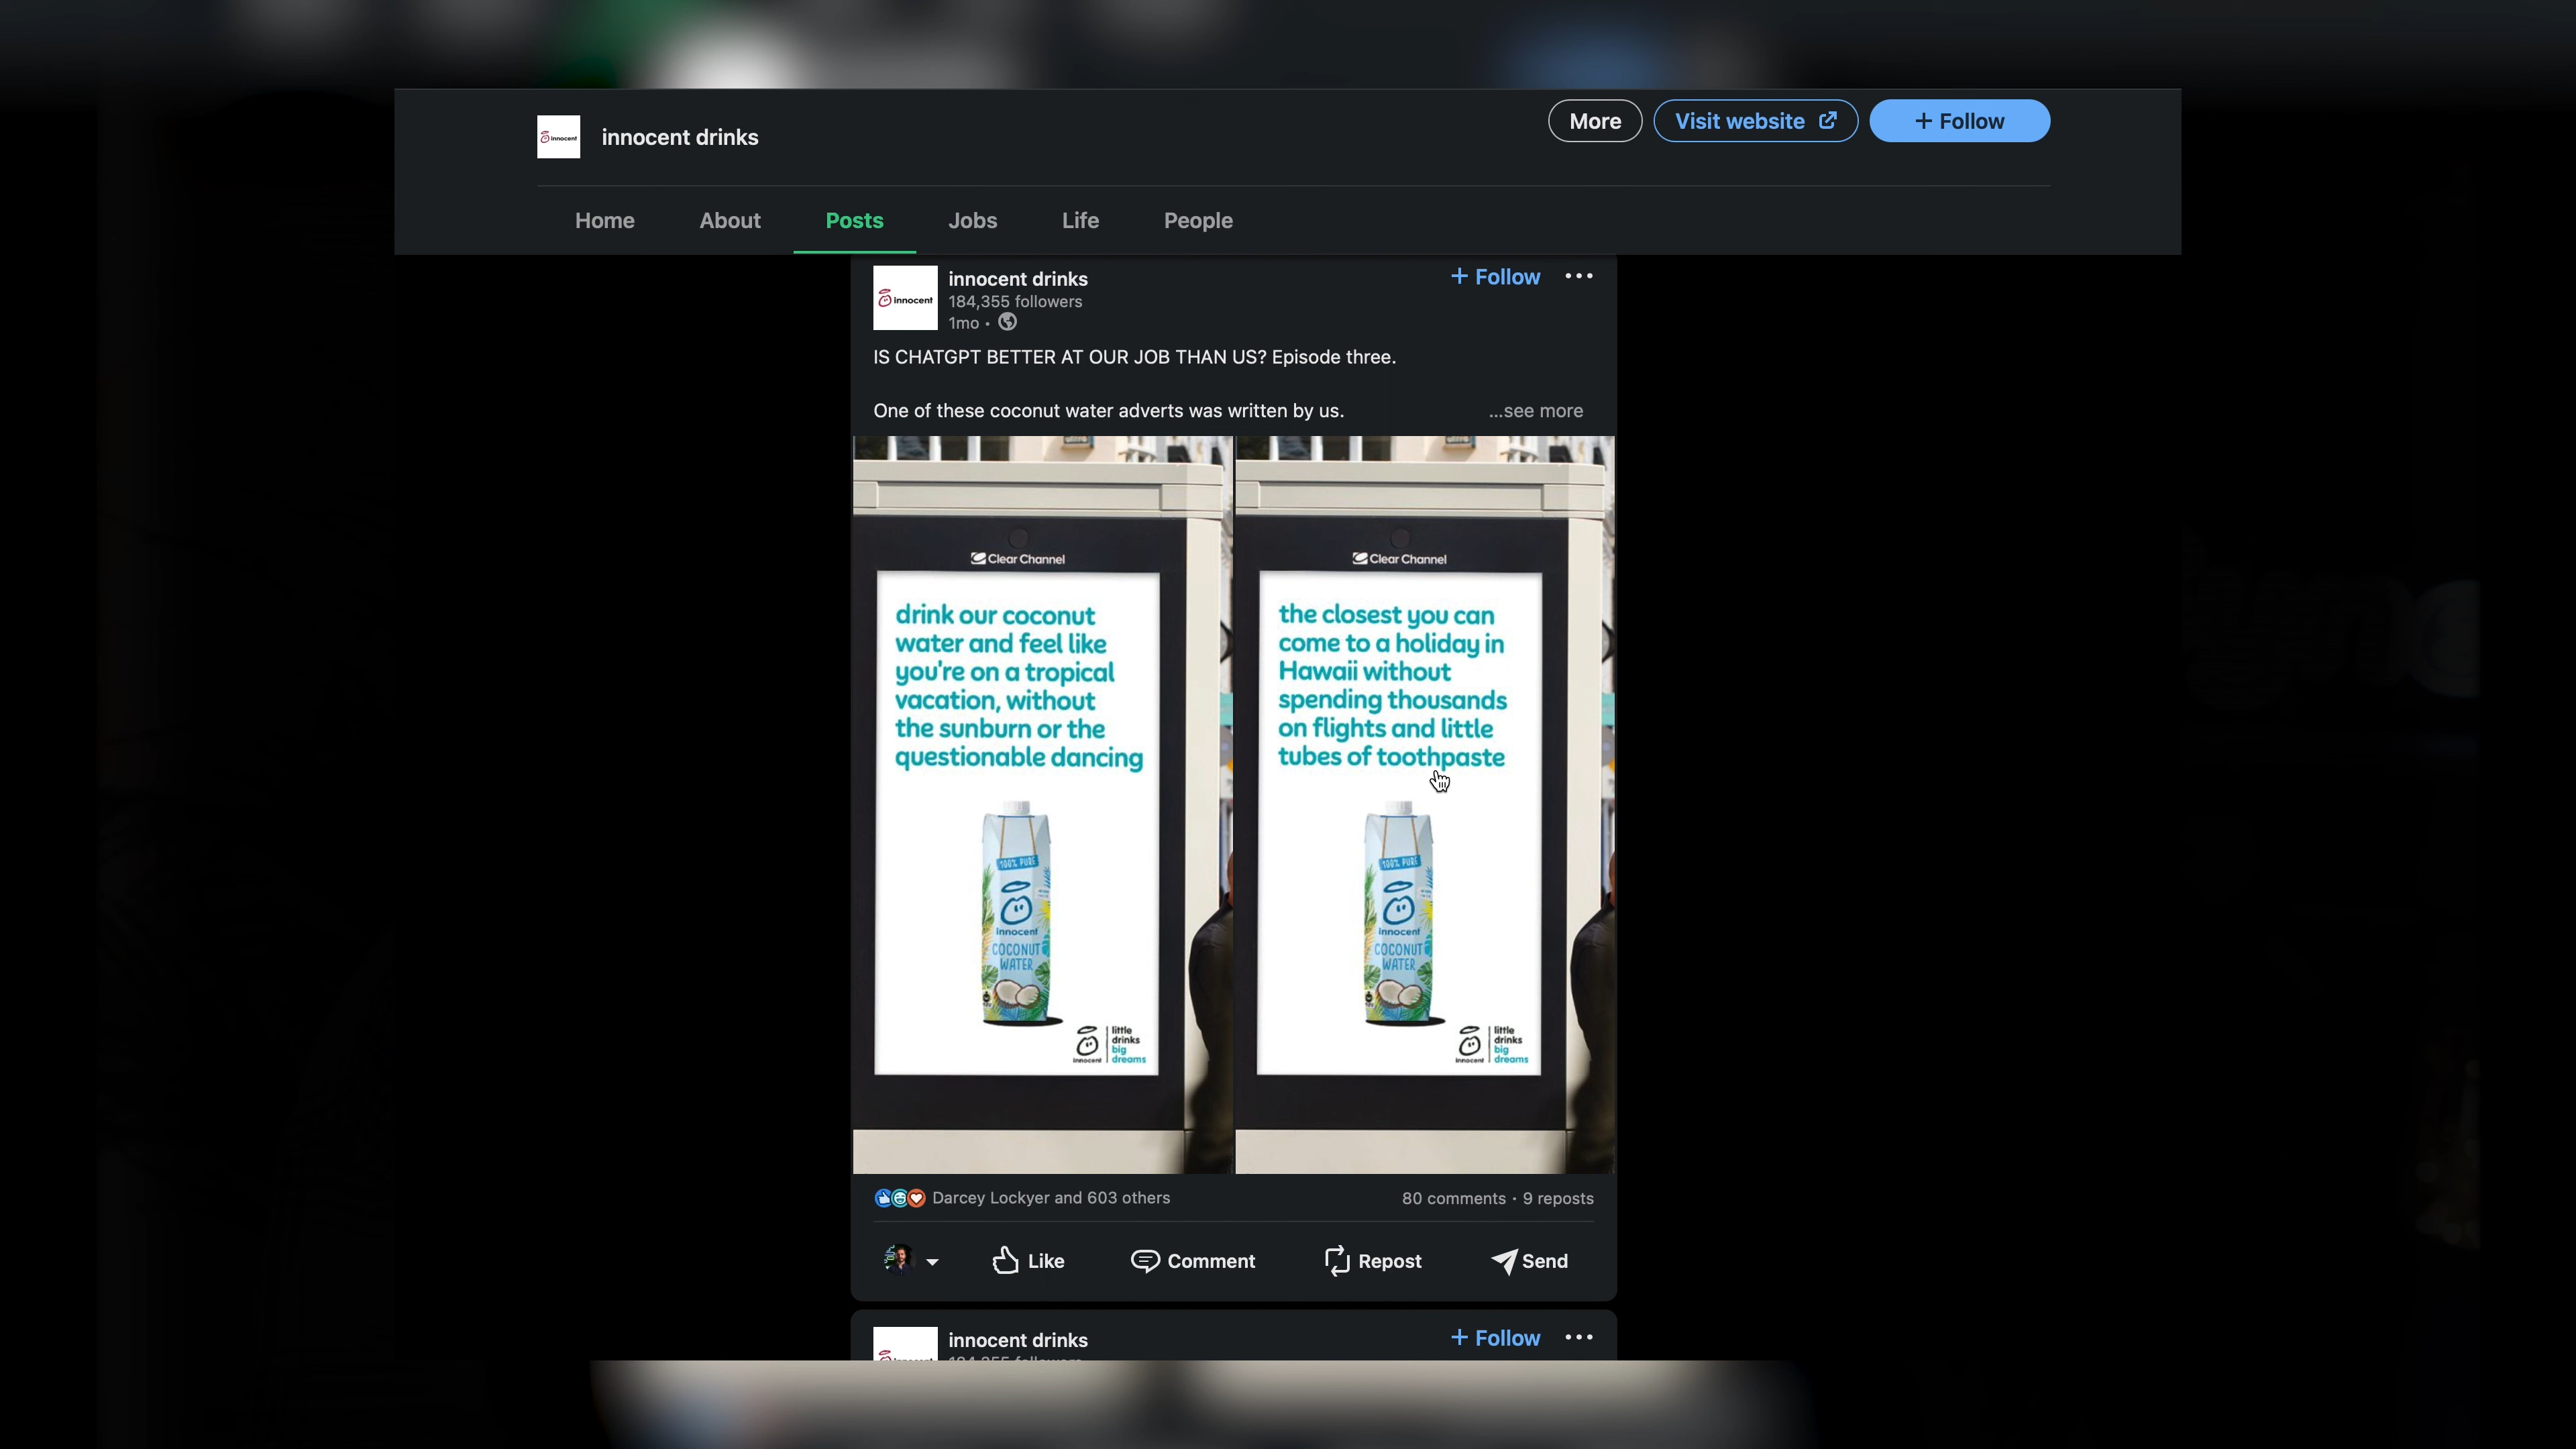 innocent
innocent drinks
More
Visit website
+ Follow
Home
About
Posts
Jobs
Life
People
innocent
innocent drinks
184,355 followers
1mo •
+ Follow
IS CHATGPT BETTER AT OUR JOB THAN US? Episode three.
One of these coconut water adverts was written by us.
...see more
Clear Channel
drink our coconut
water and feel like
you're on a tropical
vacation, without
the sunburn or the
questionable dancing
100% PURE
innocent
COCONUT
WATER
innocent
little
drinks
big
dreams
Clear Channel
the closest you can
come to a holiday in
Hawaii without
spending thousands
on flights and little
tubes of toothpaste
100% PURE
innocent
COCONUT
WATER
innocent
little
drinks
big
dreams
Darcey Lockyer and 603 others
80 comments • 9 reposts
Like
Comment
Repost
Send
innocent drinks
+ Follow